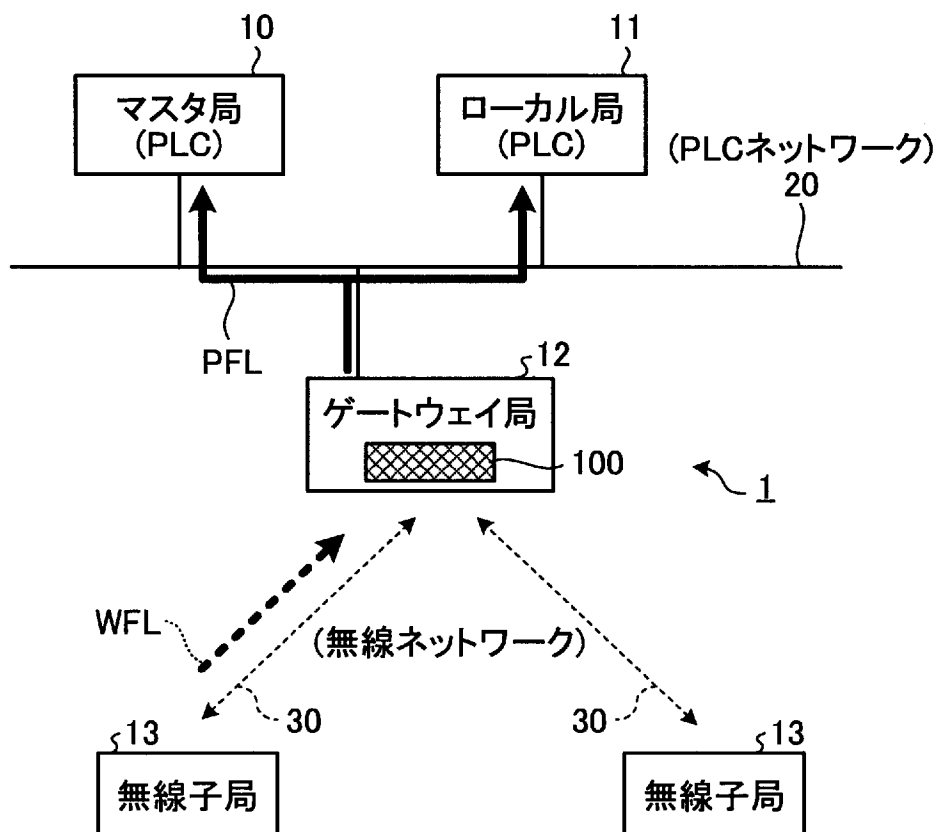 10
11
マスタ局
(PLC)
ローカル局
(PLC)
(PLCネットワーク)
20
PFL
12
ゲートウェイ局
100
1
WFL
(無線ネットワーク)
30
30
13
13
無線子局
無線子局